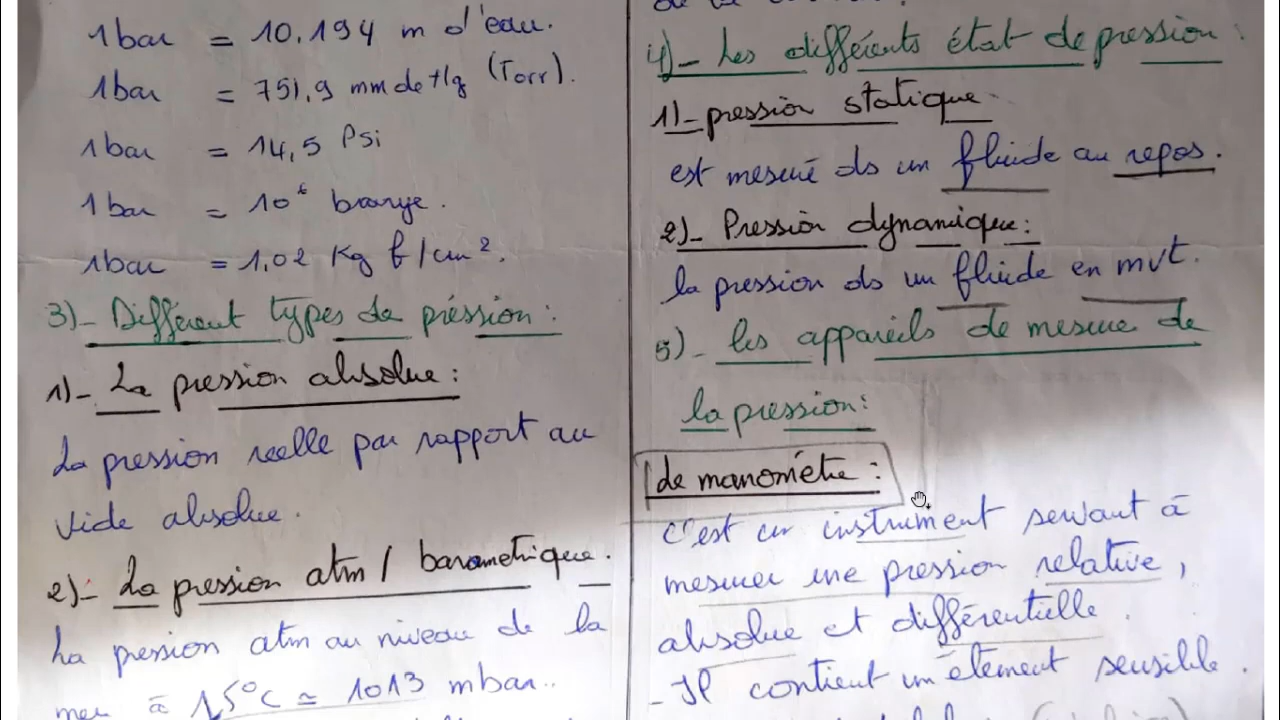 1bar = 10,194 m d'eau.
1bar = 751,9 mm de Hg (Torr).
1bar = 14,5 Psi
1bar = 10⁶ barye.
1bar = 1,02 Kg f/cm².
3)- Différent types de préssion :
1)- La pression absolue :
La pression réelle par rapport au
vide absolue.
2)- La pression atm / barometrique.
La pression atm au niveau de la
mer à 15°C = 1013 mbar..
4)- Les différents état de pression :
1)- pression statique
est mesuré ds un fluide au repos.
2)- Pression dynamique :
la pression ds un fluide en mvt.
5)- les appareils de mesure de
la pression :
le manométre :
c'est un instrument servant à
mesurer une pression relative,
absolue et différentielle.
- Il contient un élement sensible.